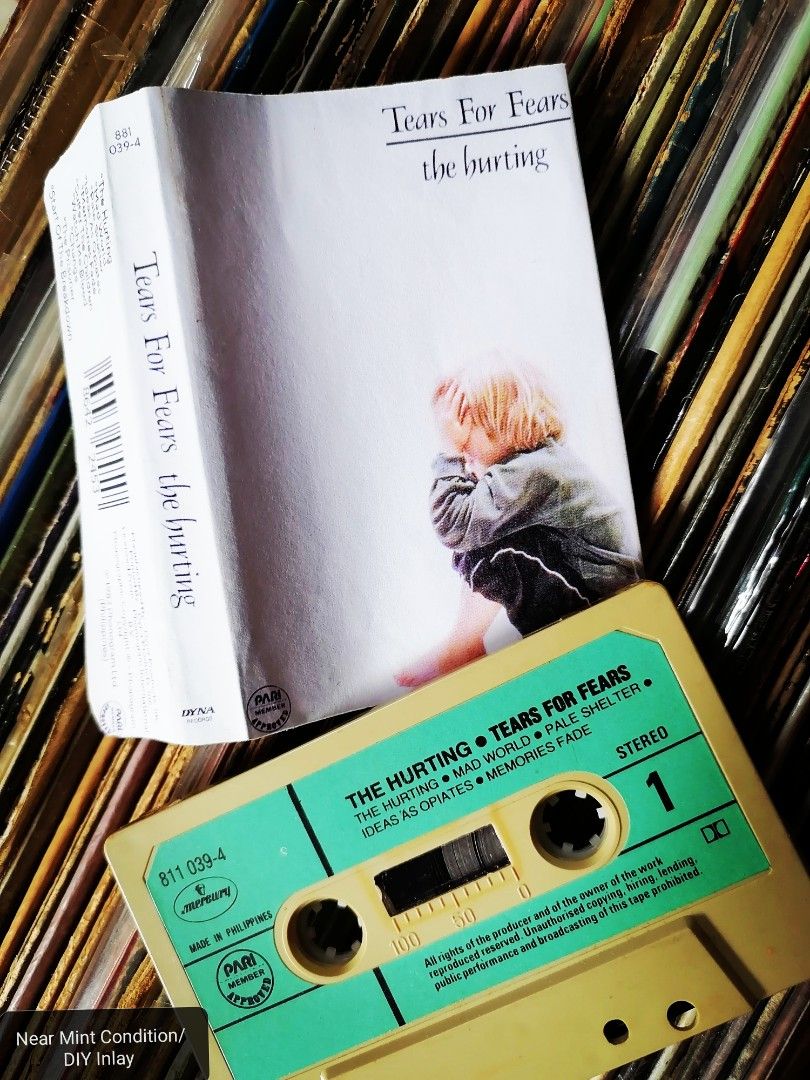 Tears For Fears
the hurting
881
039-4
Tears For Fears the hurting
DYNA
RECORDS
PARI
MEMBER
APPROVED
THE HURTING • TEARS FOR FEARS
THE HURTING • MAD WORLD • PALE SHELTER •
IDEAS AS OPIATES • MEMORIES FADE
STEREO
1
811 039-4
mercury
MADE IN PHILIPPINES
PARI
MEMBER
APPROVED
100 50 0
All rights of the producer and of the owner of the work
reproduced reserved. Unauthorised copying, hiring, lending,
public performance and broadcasting of this tape prohibited.
Near Mint Condition/
DIY Inlay